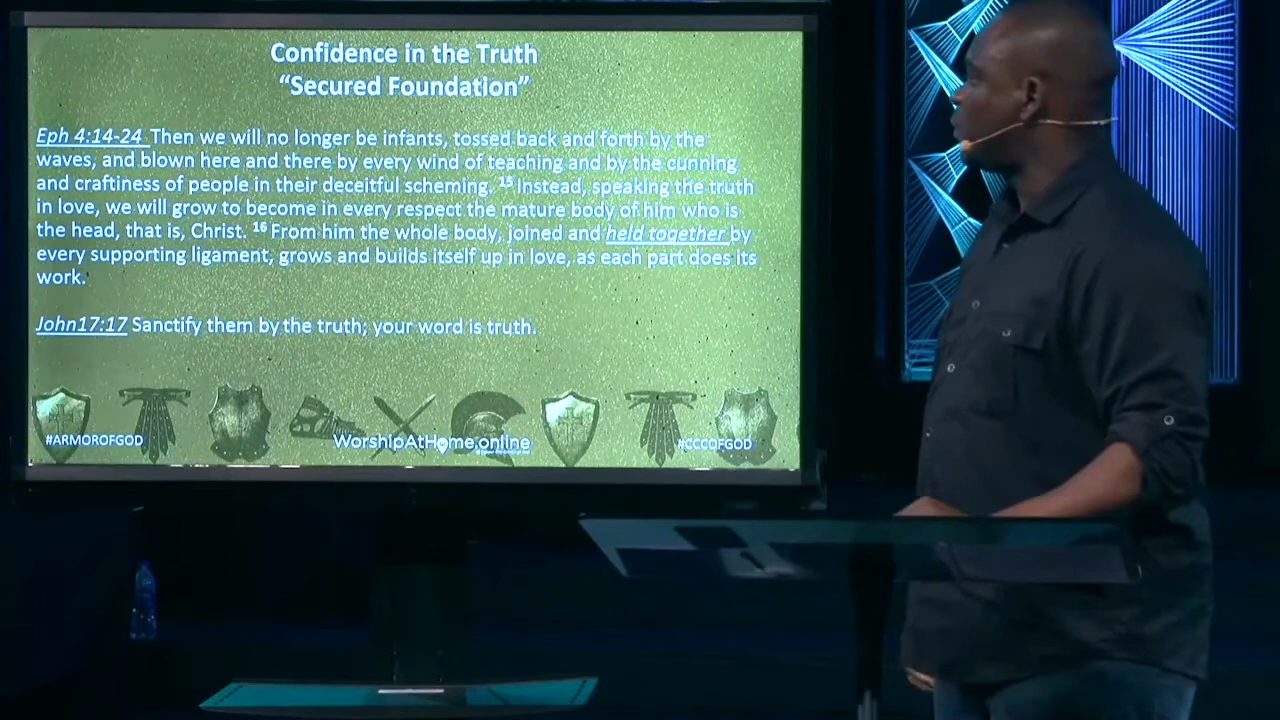 Confidence in the Truth
“Secured Foundation”
Eph 4:14-24 Then we will no longer be infants, tossed back and forth by the
waves, and blown here and there by every wind of teaching and by the cunning
and craftiness of people in their deceitful scheming. 15 Instead, speaking the truth
in love, we will grow to become in every respect the mature body of him who is
the head, that is, Christ. 16 From him the whole body, joined and held together by
every supporting ligament, grows and builds itself up in love, as each part does its
work.
John17:17 Sanctify them by the truth; your word is truth.
#ARMOROFGOD
WorshipAtHome.online
#CCCOFGOD